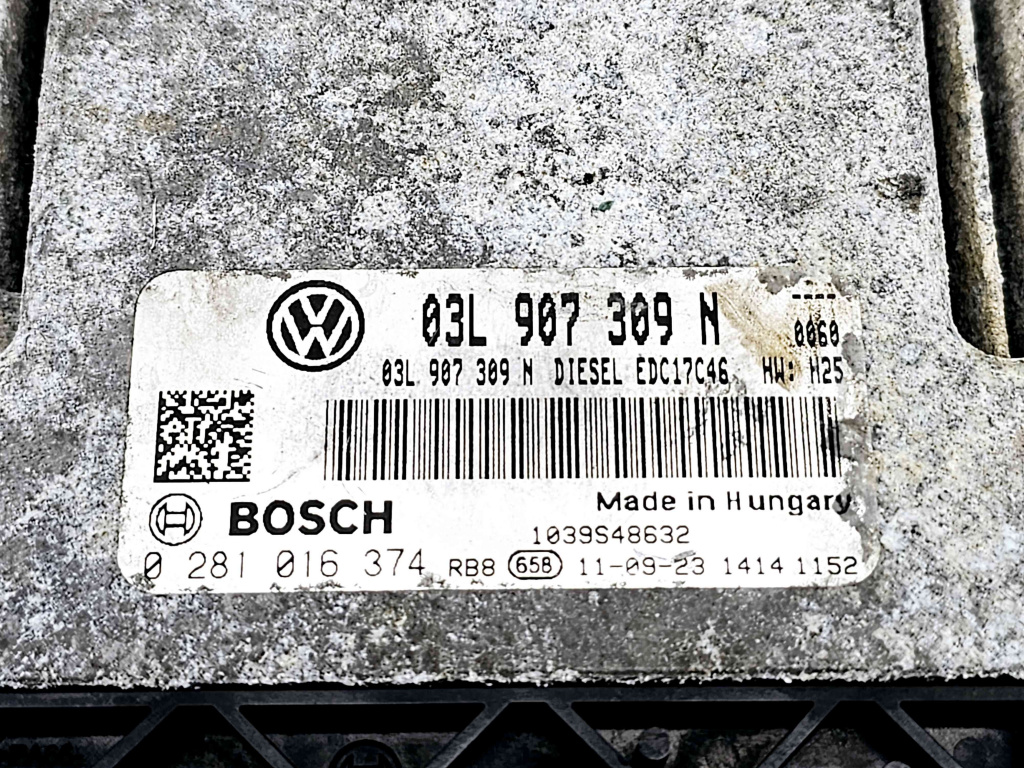 03L 907 309 N
0060
03L 907 309 N DIESEL EDC17C46 HW: H25
Made in Hungary
BOSCH
1039S48632
0 281 016 374 RB8 658 11-09-23 1414 1152